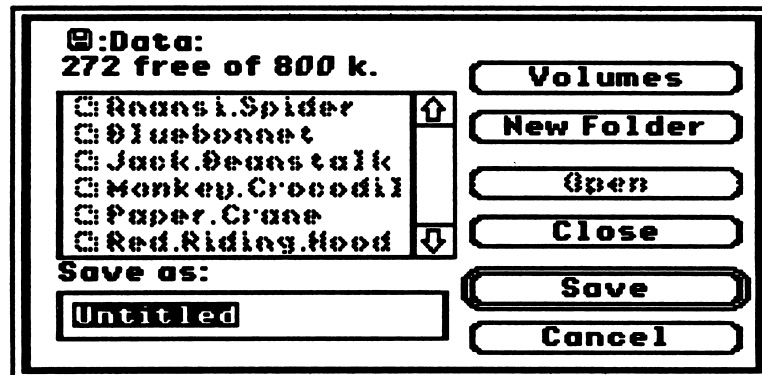 :Data:
272 free of 800 k.
Anansi.Spider
Bluebonnet
Jack.Beanstalk
Monkey.Crocodil
Paper.Crane
Red.Riding.Hood
Save as:
Untitled
Volumes
New Folder
Open
Close
Save
Cancel